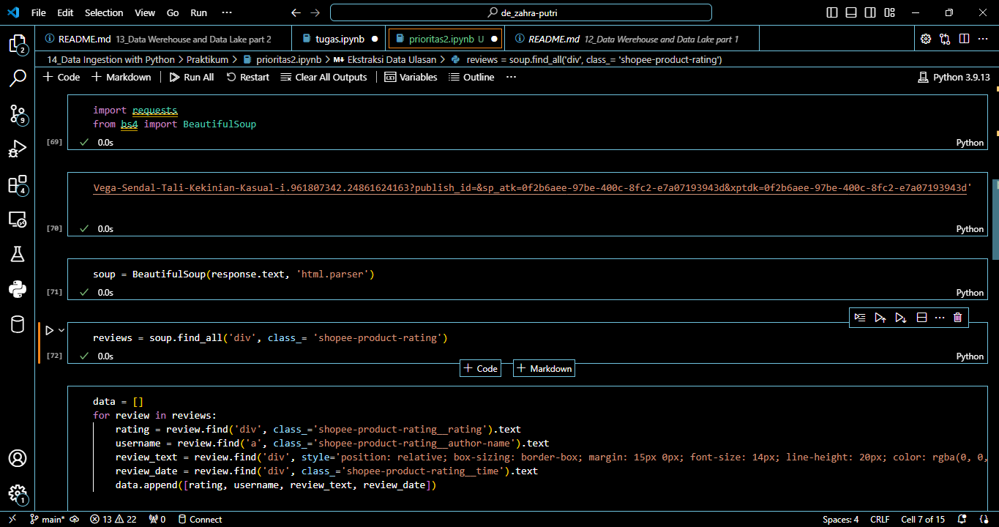 File Edit Selection View Go Run ··· de_zahra-putri
README.md 13_Data Werehouse and Data Lake part 2 tugas.ipynb prioritas2.ipynb U README.md 12_Data Werehouse and Data Lake part 1
14_Data Ingestion with Python > Praktikum > prioritas2.ipynb > M↓ Ekstraksi Data Ulasan > reviews = soup.find_all('div', class_= 'shopee-product-rating')
+ Code + Markdown Run All Restart Clear All Outputs Variables Outline ··· Python 3.9.13
import requests
from bs4 import BeautifulSoup
[69] 0.0s Python
Vega-Sendal-Tali-Kekinian-Kasual-i.961807342.24861624163?publish_id=&sp_atk=0f2b6aee-97be-400c-8fc2-e7a07193943d&xptdk=0f2b6aee-97be-400c-8fc2-e7a07193943d'
[70] 0.0s Python
soup = BeautifulSoup(response.text, 'html.parser')
[71] 0.0s Python
reviews = soup.find_all('div', class_= 'shopee-product-rating')
[72] 0.0s Python
+ Code + Markdown
data = []
for review in reviews:
rating = review.find('div', class_='shopee-product-rating__rating').text
username = review.find('a', class_='shopee-product-rating__author-name').text
review_text = review.find('div', style='position: relative; box-sizing: border-box; margin: 15px 0px; font-size: 14px; line-height: 20px; color: rgba(0, 0,
review_date = review.find('div', class_='shopee-product-rating__time').text
data.append([rating, username, review_text, review_date])
2
9
4
1
main* 13 22 0 Connect Spaces: 4 CRLF Cell 7 of 15